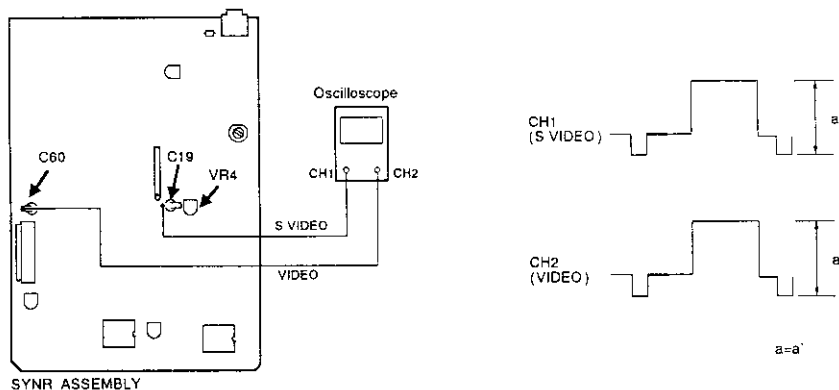 Oscilloscope
C60
C19
VR4
CH1
CH2
S VIDEO
VIDEO
SYNR ASSEMBLY
CH1
(S VIDEO)
a
CH2
(VIDEO)
a
a=a'